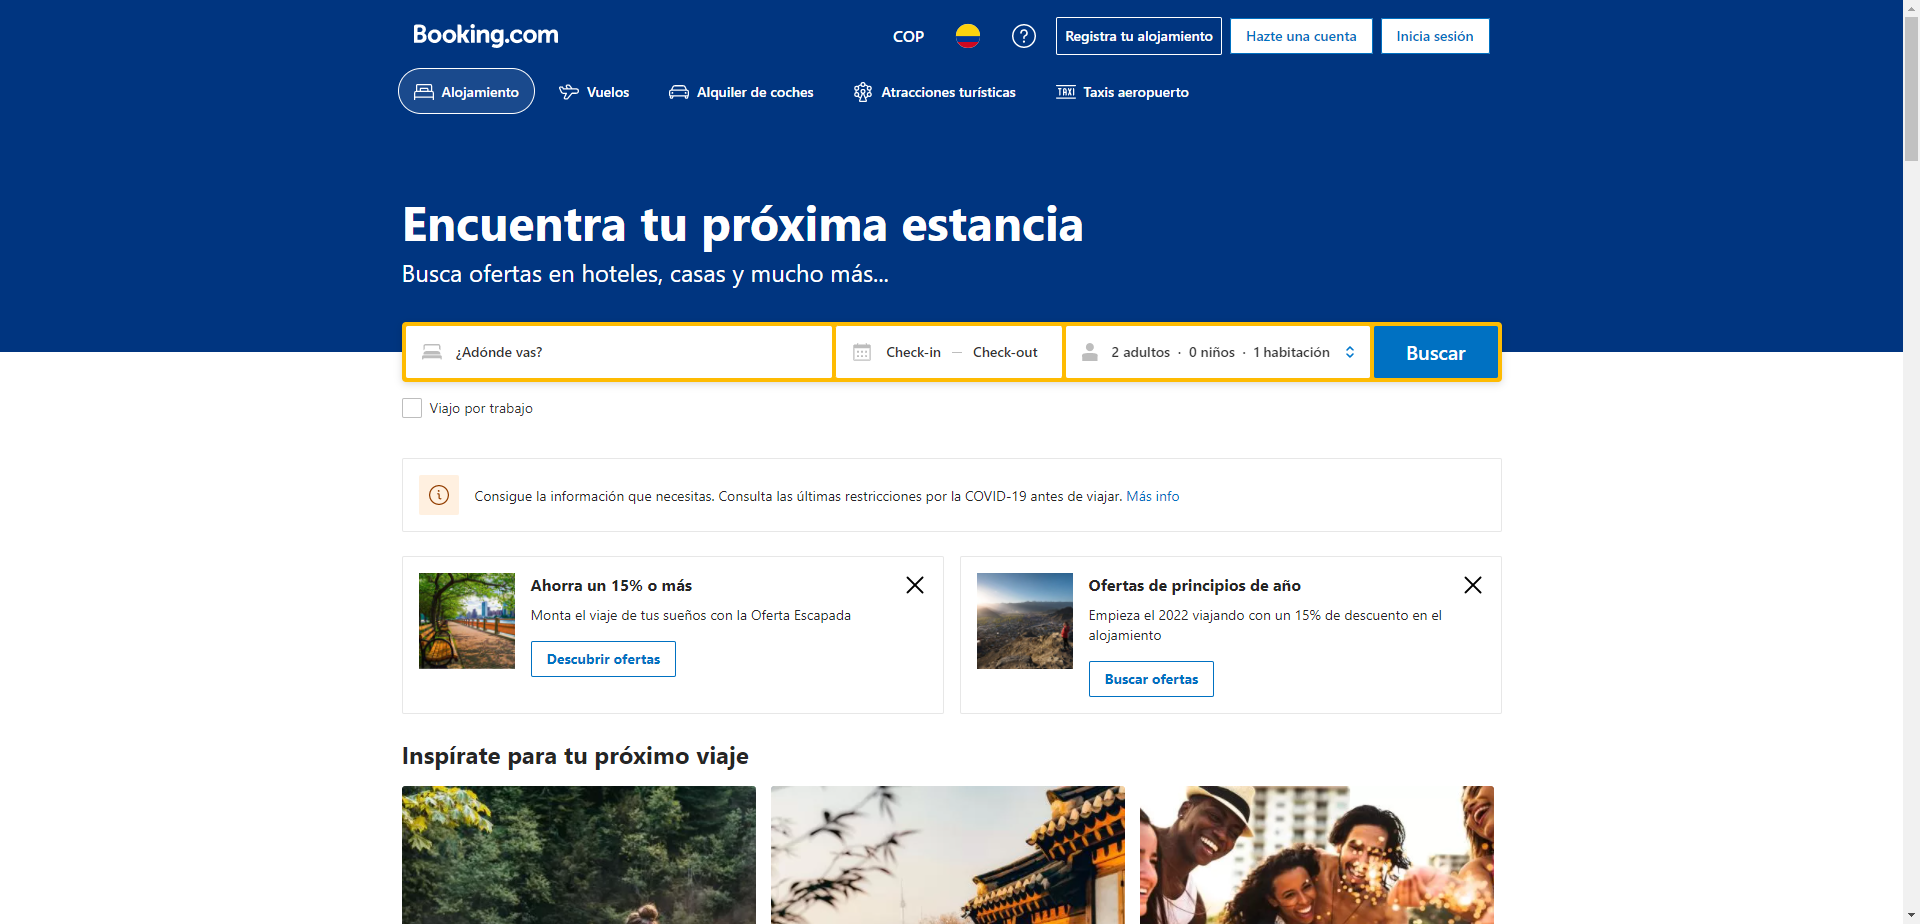 Booking.com
COP
Registra tu alojamiento
Hazte una cuenta
Inicia sesión
Alojamiento
Vuelos
Alquiler de coches
Atracciones turísticas
TAXI
Taxis aeropuerto
Encuentra tu próxima estancia
Busca ofertas en hoteles, casas y mucho más...
¿Adónde vas?
Check-in — Check-out
2 adultos · 0 niños · 1 habitación
Buscar
Viajo por trabajo
Consigue la información que necesitas. Consulta las últimas restricciones por la COVID-19 antes de viajar. Más info
Ahorra un 15% o más
Monta el viaje de tus sueños con la Oferta Escapada
Descubrir ofertas
Ofertas de principios de año
Empieza el 2022 viajando con un 15% de descuento en el
alojamiento
Buscar ofertas
Inspírate para tu próximo viaje